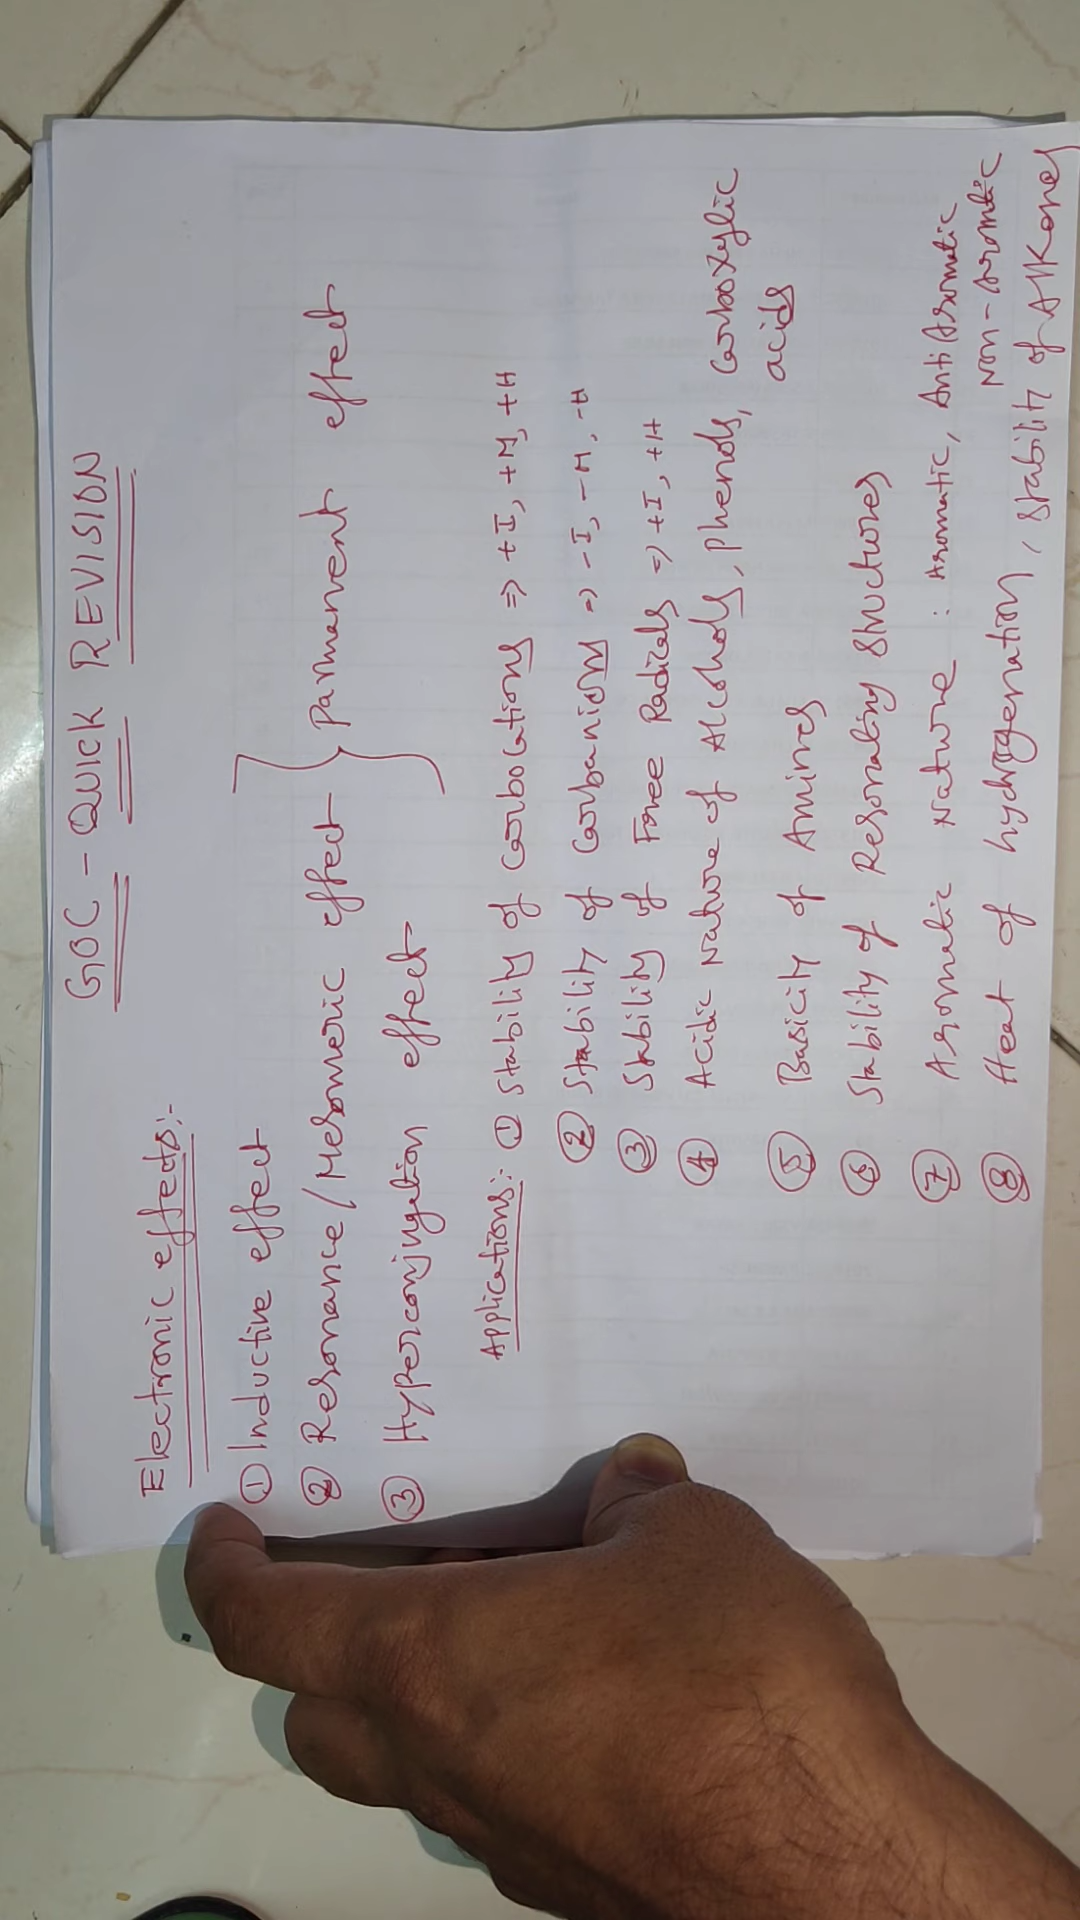 GOC - QUICK REVISION
Electronic effects:-
① Inductive effect
② Resonance/Mesomeric effect } Parmanent effect
③ Hyperconjugation effect
Applications: ① Stability of Carbocations => +I, +M, +H
② Stability of Carbanions => -I, -M, -H
③ Stability of Free Radicals => +I, +H
④ Acidic Nature of Alcohols, phenols, Carboxylic acids
⑤ Basicity of Amines
⑥ Stability of Resonating structures
⑦ Aromatic Nature : Aromatic, Anti Aromatic
Non-Aromatic
⑧ Heat of hydrogenation, stability of Alkenes